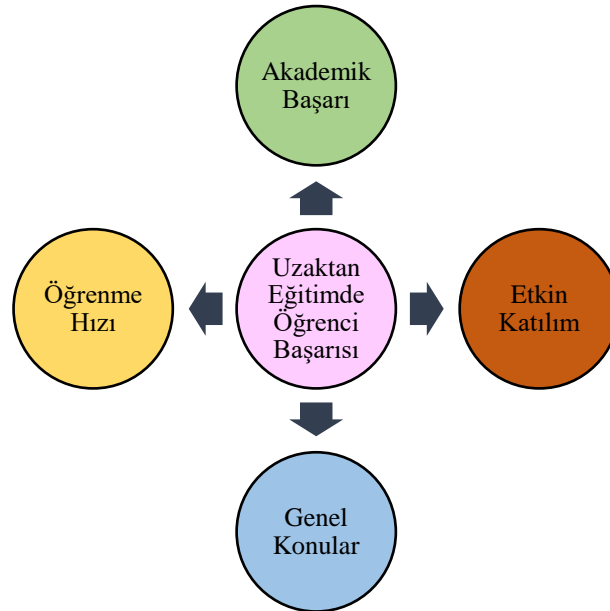 Akademik
Başarı
Öğrenme
Hızı
Uzaktan
Eğitimde
Öğrenci
Başarısı
Etkin
Katılım
Genel
Konular